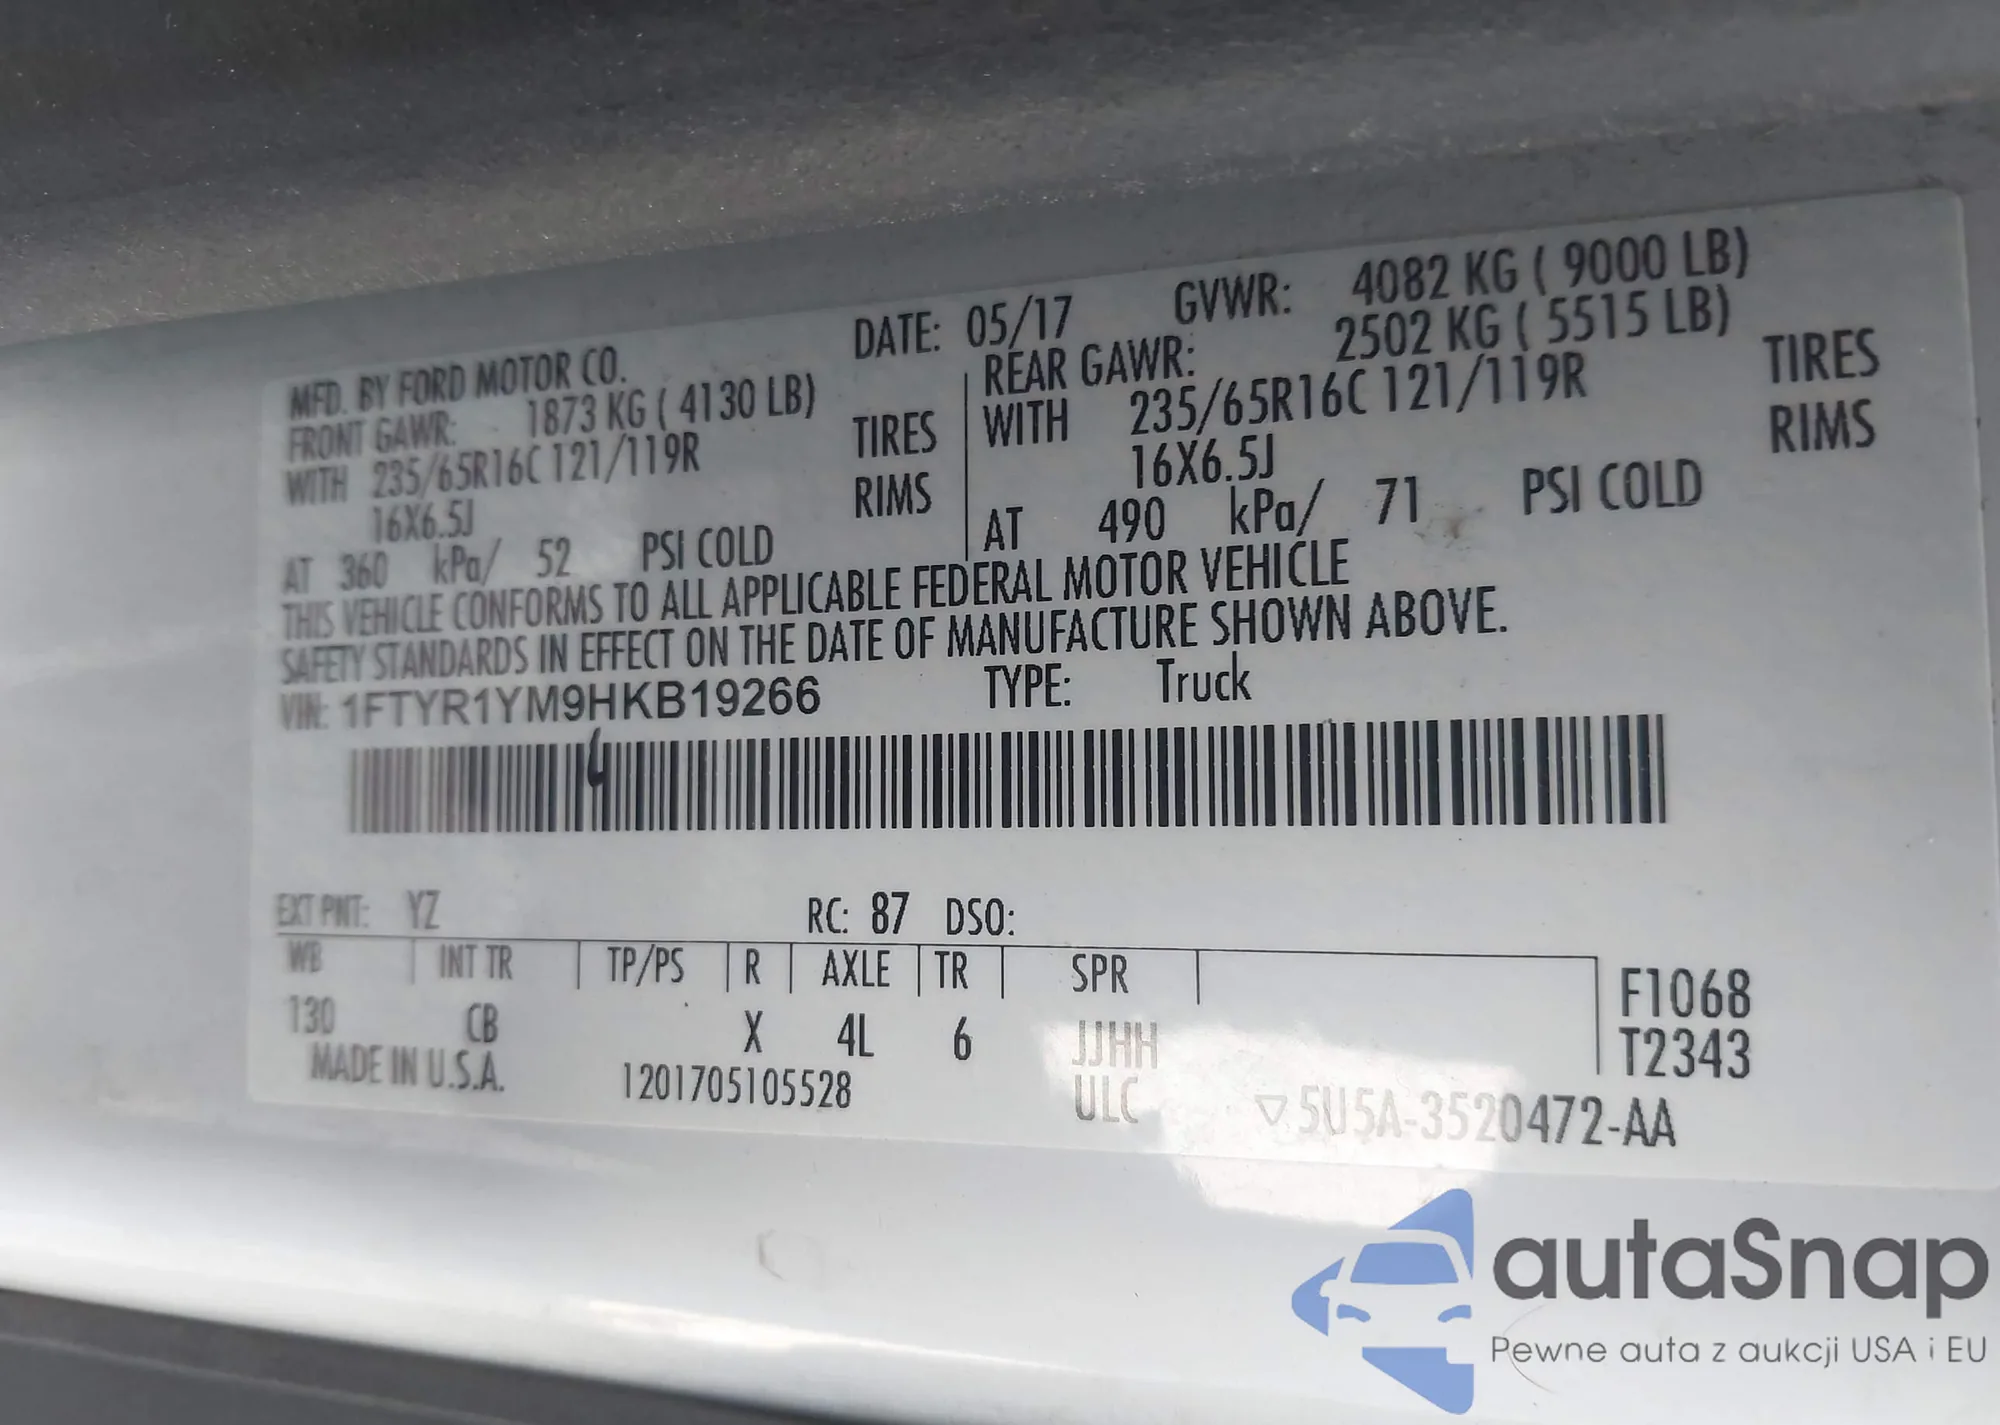 MFD. BY FORD MOTOR CO.
DATE: 05/17
GVWR: 4082 KG ( 9000 LB)
FRONT GAWR: 1873 KG ( 4130 LB)
WITH 235/65R16C 121/119R TIRES
16X6.5J RIMS
AT 360 kPa/ 52 PSI COLD
REAR GAWR: 2502 KG ( 5515 LB)
WITH 235/65R16C 121/119R TIRES
16X6.5J RIMS
AT 490 kPa/ 71 PSI COLD
THIS VEHICLE CONFORMS TO ALL APPLICABLE FEDERAL MOTOR VEHICLE
SAFETY STANDARDS IN EFFECT ON THE DATE OF MANUFACTURE SHOWN ABOVE.
VIN: 1FTYR1YM9HKB19266 TYPE: Truck
EXT PNT: YZ RC: 87 DSO:
WB INT TR TP/PS R AXLE TR SPR
130 CB X 4L 6 JJHH
F1068
T2343
MADE IN U.S.A. 1201705105528 ULC
▽5U5A-3520472-AA
autaSnap
Pewne auta z aukcji USA i EU